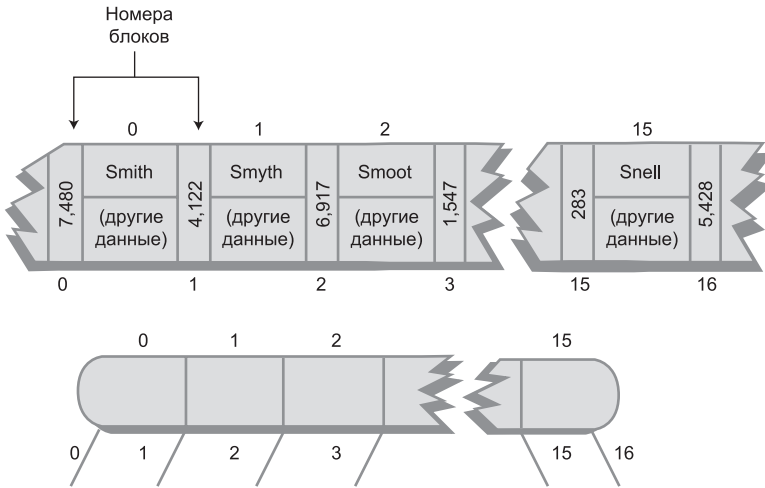 Номера
блоков
0 1 2 15
Smith Smyth Smoot Snell
7,480 4,122 6,917 1,547 283 5,428
(другие (другие (другие (другие
данные) данные) данные) данные)
0 1 2 3 15 16
0 1 2 15
0 1 2 3 15 16